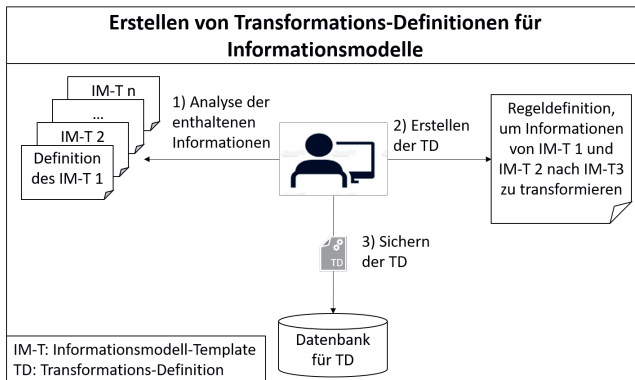 Erstellen von Transformations-Definitionen für
Informationsmodelle
IM-T n
...
IM-T 2
Definition
des IM-T 1
1) Analyse der
enthaltenen
Informationen
2) Erstellen
der TD
Regeldefinition,
um Informationen
von IM-T 1 und
IM-T 2 nach IM-T3
zu transformieren
TD
3) Sichern
der TD
Datenbank
für TD
IM-T: Informationsmodell-Template
TD: Transformations-Definition